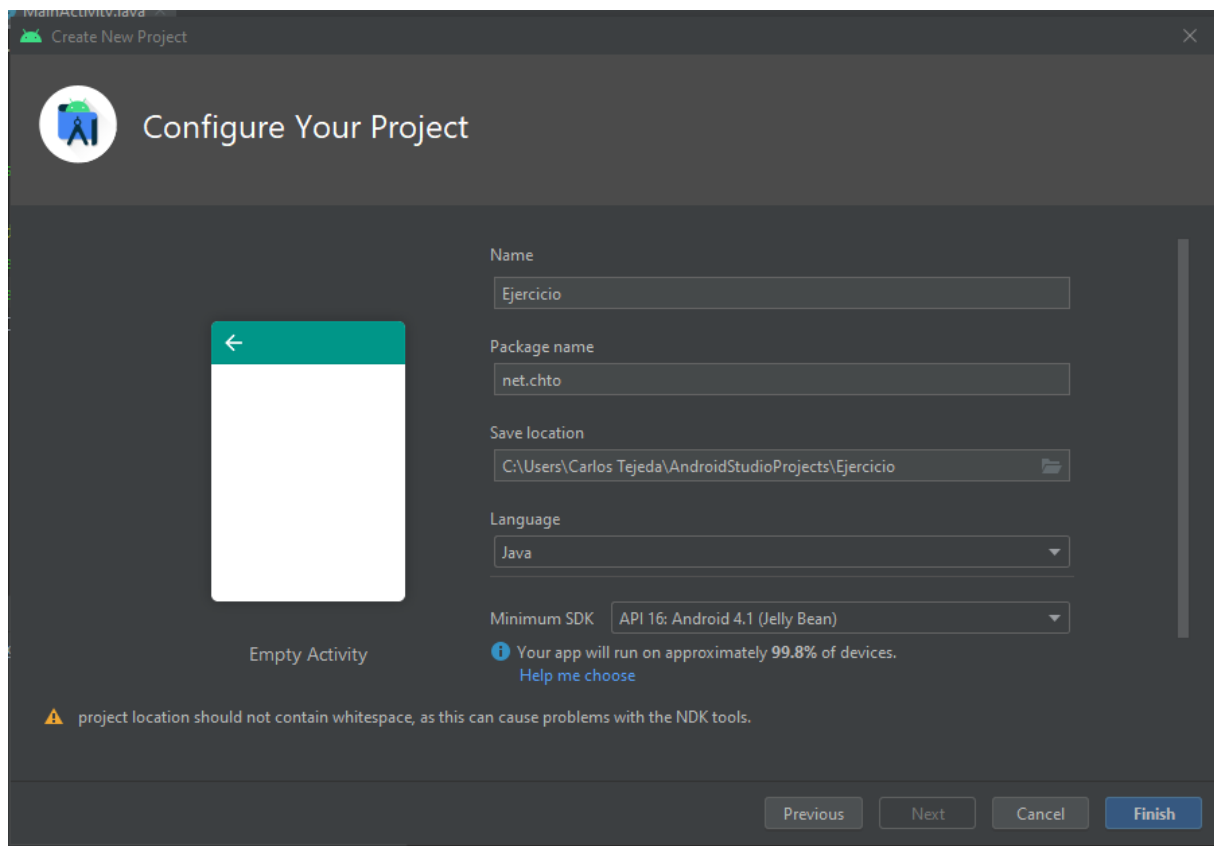 MainActivity.java
Create New Project
Configure Your Project
Name
Ejercicio
Package name
net.chto
Save location
C:\Users\Carlos Tejeda\AndroidStudioProjects\Ejercicio
Language
Java
Minimum SDK API 16: Android 4.1 (Jelly Bean)
Your app will run on approximately 99.8% of devices.
Help me choose
Empty Activity
project location should not contain whitespace, as this can cause problems with the NDK tools.
Previous Next Cancel Finish